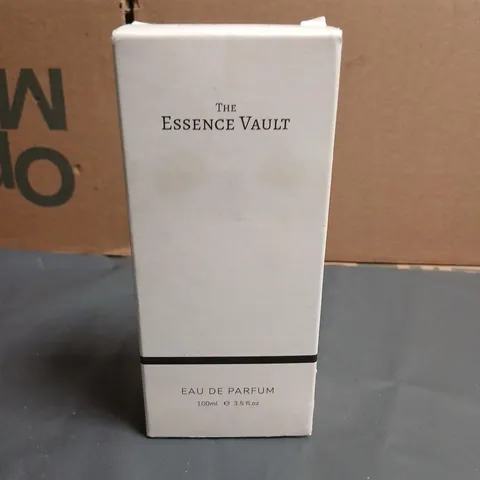 The
Essence Vault
EAU DE PARFUM
100ml ℮ 3.5 fl.oz